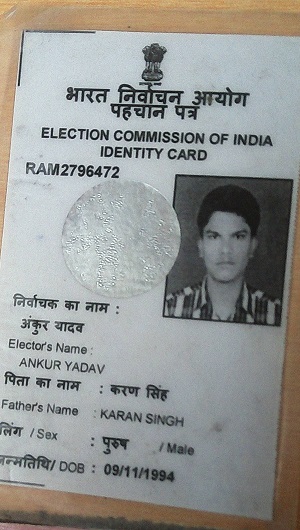 भारत निर्वाचन आयोग
पहचान पत्र
ELECTION COMMISSION OF INDIA
IDENTITY CARD
RAM2796472
निर्वाचक का नाम :
अंकुर यादव
Elector's Name :
ANKUR YADAV
पिता का नाम : करण सिंह
Father's Name : KARAN SINGH
लिंग / Sex : पुरुष / Male
जन्मतिथि/ DOB : 09/11/1994